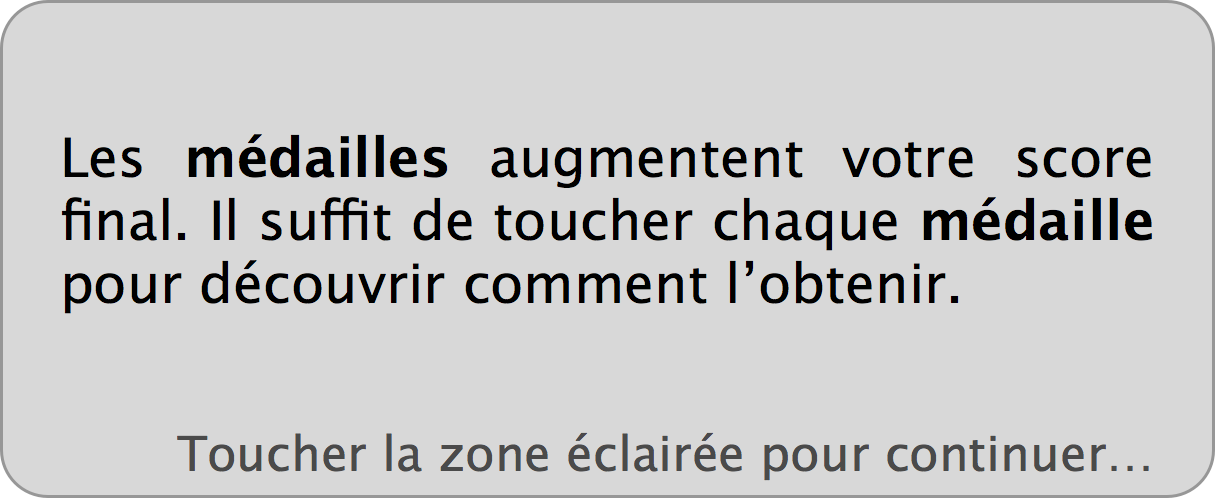 Les médailles augmentent votre score
final. Il suffit de toucher chaque médaille
pour découvrir comment l’obtenir.
Toucher la zone éclairée pour continuer…